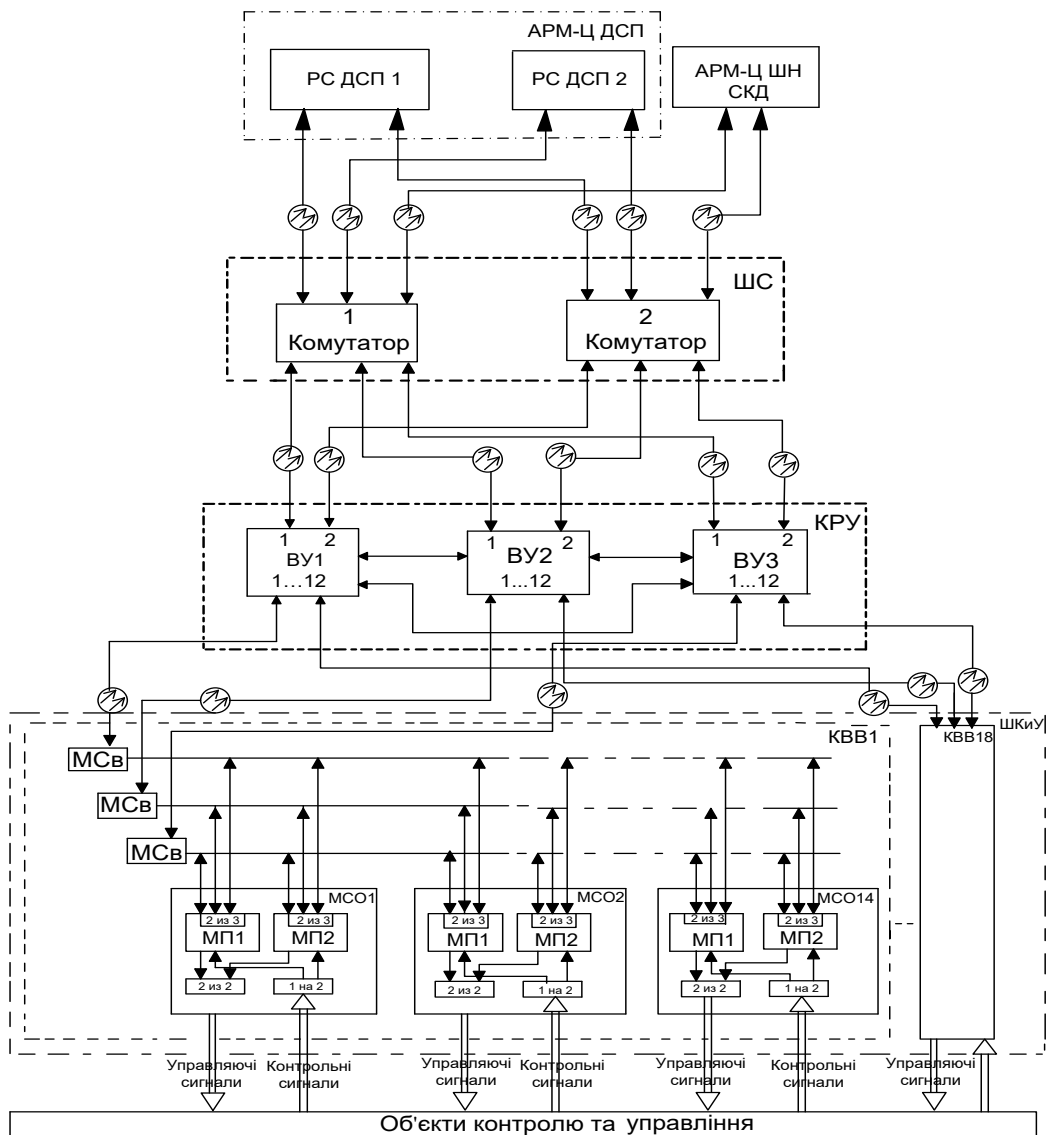 АРМ-Ц ДСП
РС ДСП 1
РС ДСП 2
АРМ-Ц ШН
СКД
ШС
1
Комутатор
2
Комутатор
КРУ
1 2
ВУ1
1…12
1 2
ВУ2
1...12
1 2
ВУ3
1...12
ШКиУ
КВВ1
КВВ18
МСв
МСв
МСв
МСО1
2 из 3
2 из 3
МП1
МП2
2 из 2
1 на 2
МСО2
2 из 3
2 из 3
МП1
МП2
2 из 2
1 на 2
МСО14
2 из 3
2 из 3
МП1
МП2
2 из 2
1 на 2
Управляючі
сигнали
Контрольні
сигнали
Управляючі
сигнали
Контрольні
сигнали
Управляючі
сигнали
Контрольні
сигнали
Управляючі
сигнали
Об'єкти контролю та управління